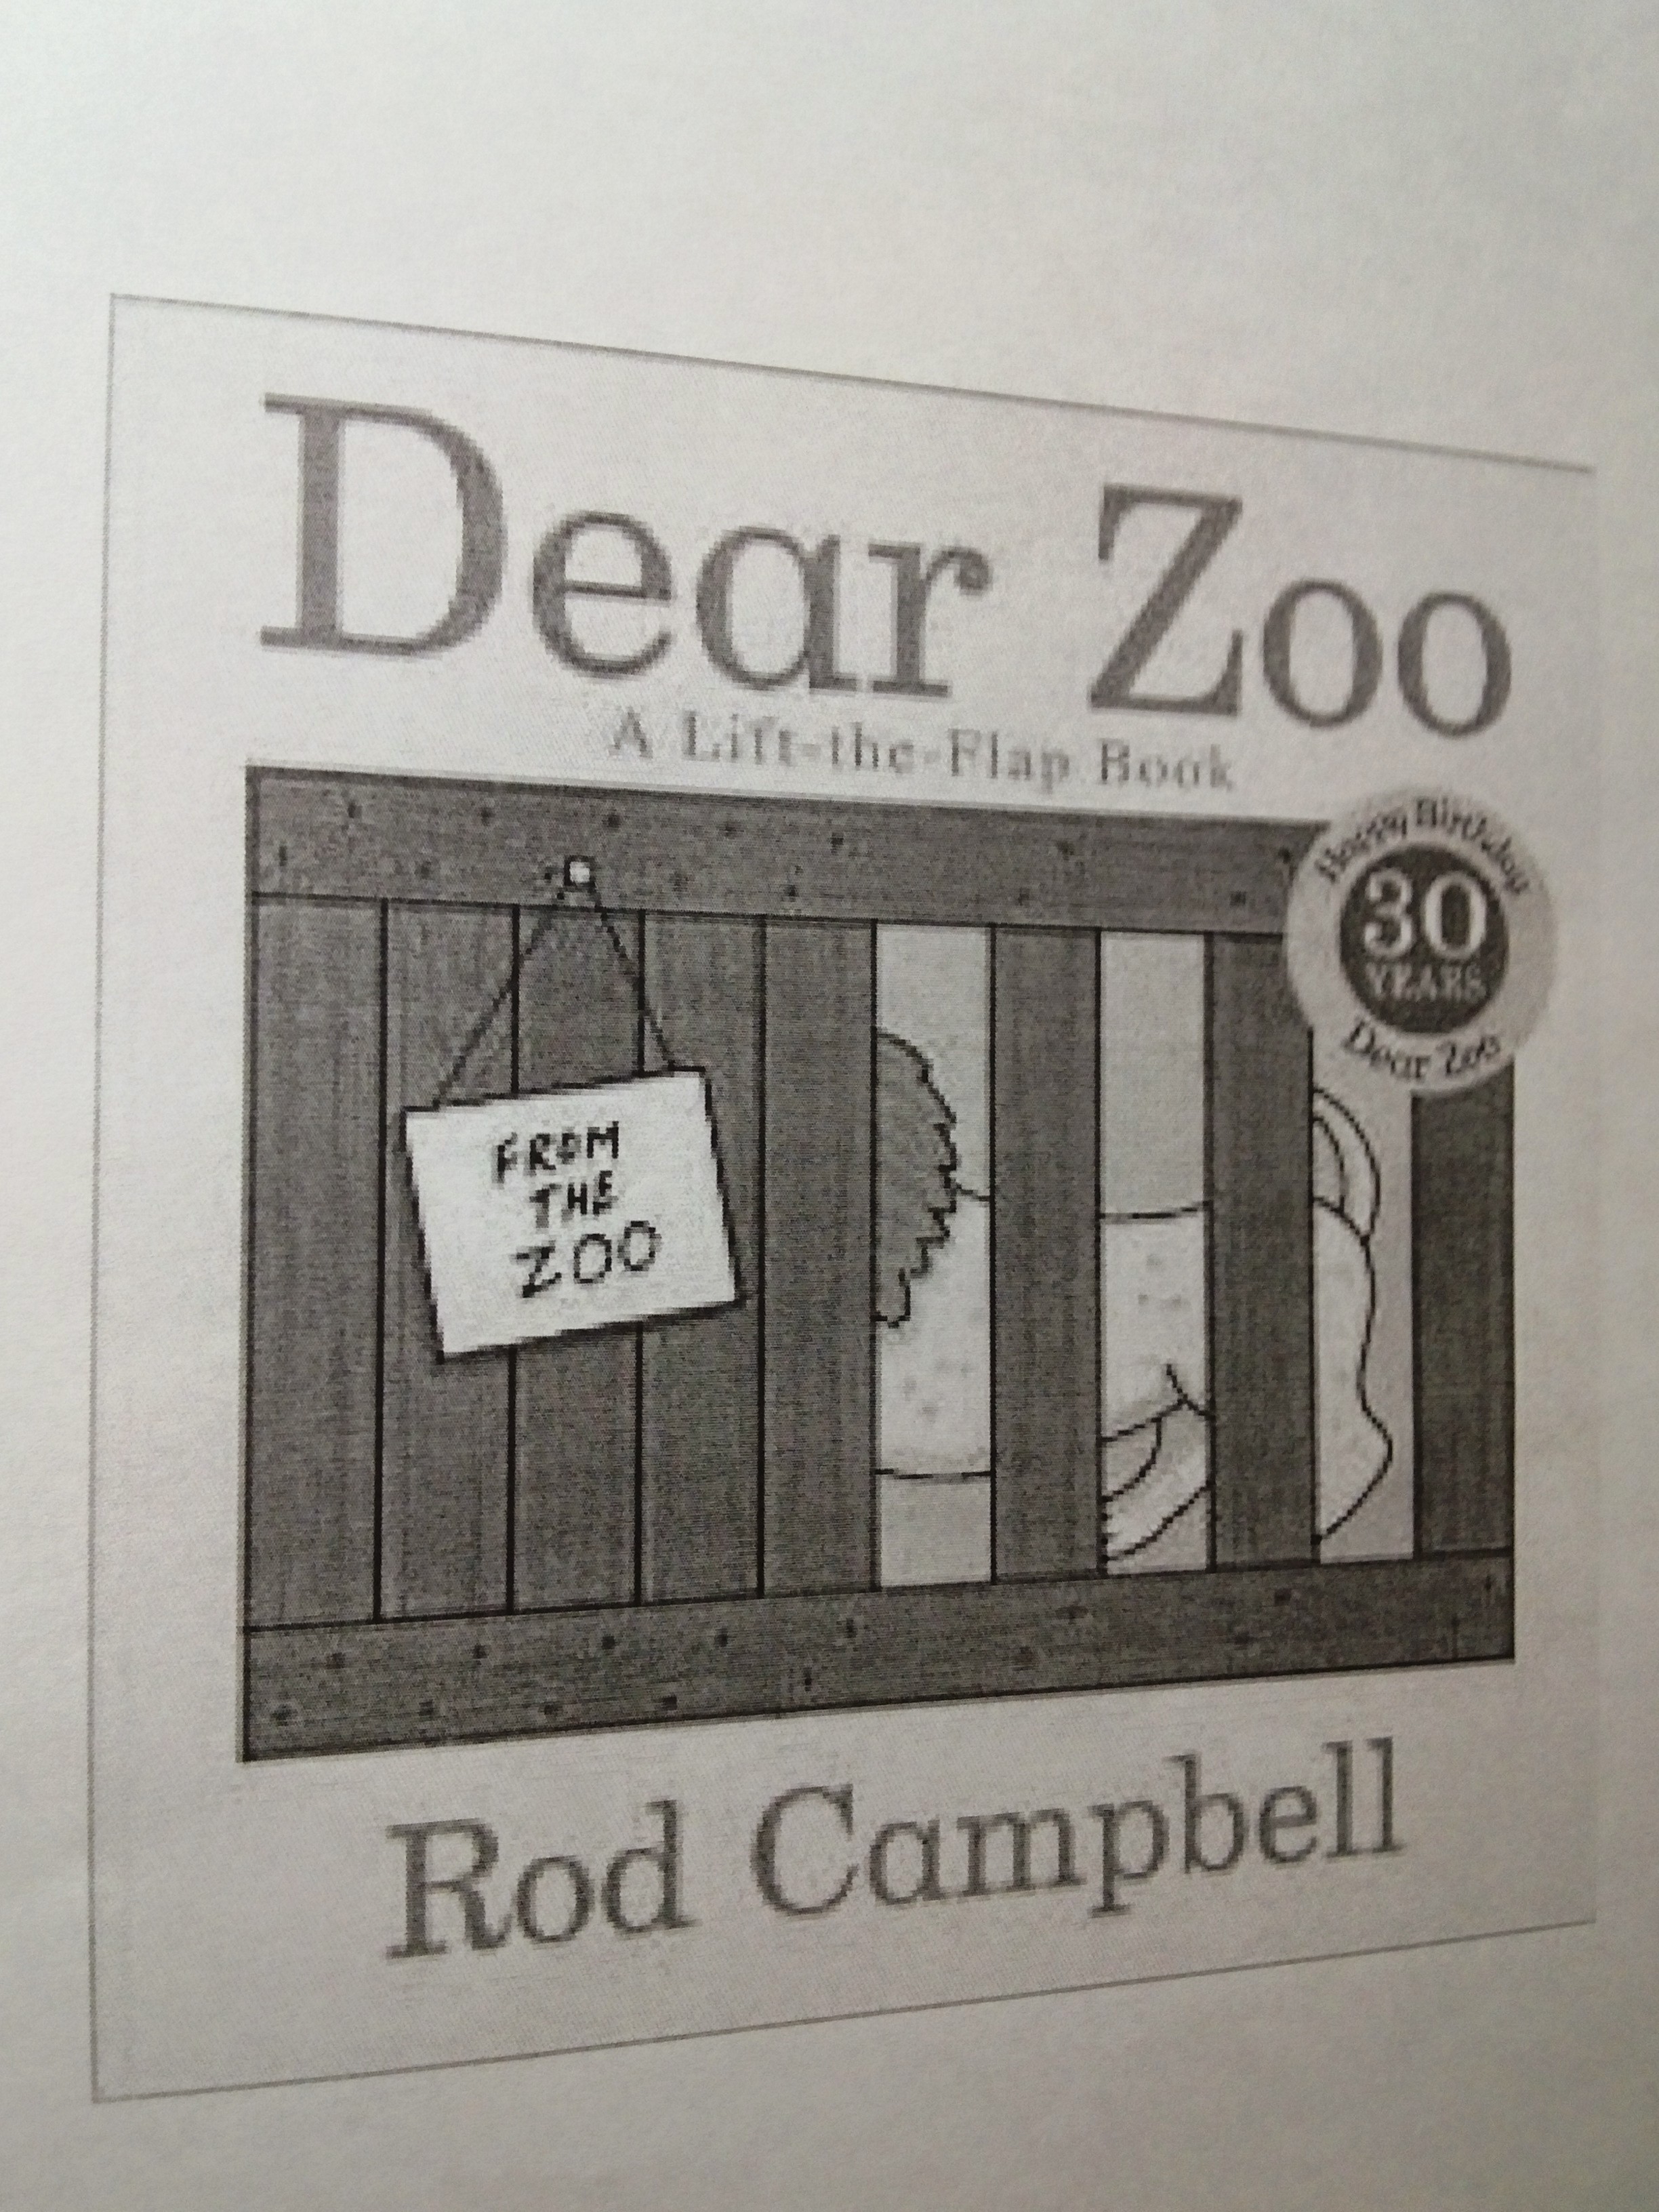 Dear Zoo
A Lift-the-Flap Book
Happy Birthday
30
YEARS
Dear Zoo
FROM
THE
ZOO
Rod Campbell